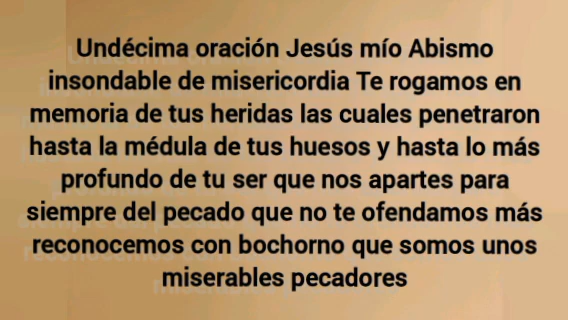 Undécima oración Jesús mío Abismo
insondable de misericordia Te rogamos en
memoria de tus heridas las cuales penetraron
hasta la médula de tus huesos y hasta lo más
profundo de tu ser que nos apartes para
siempre del pecado que no te ofendamos más
reconocemos con bochorno que somos unos
miserables pecadores